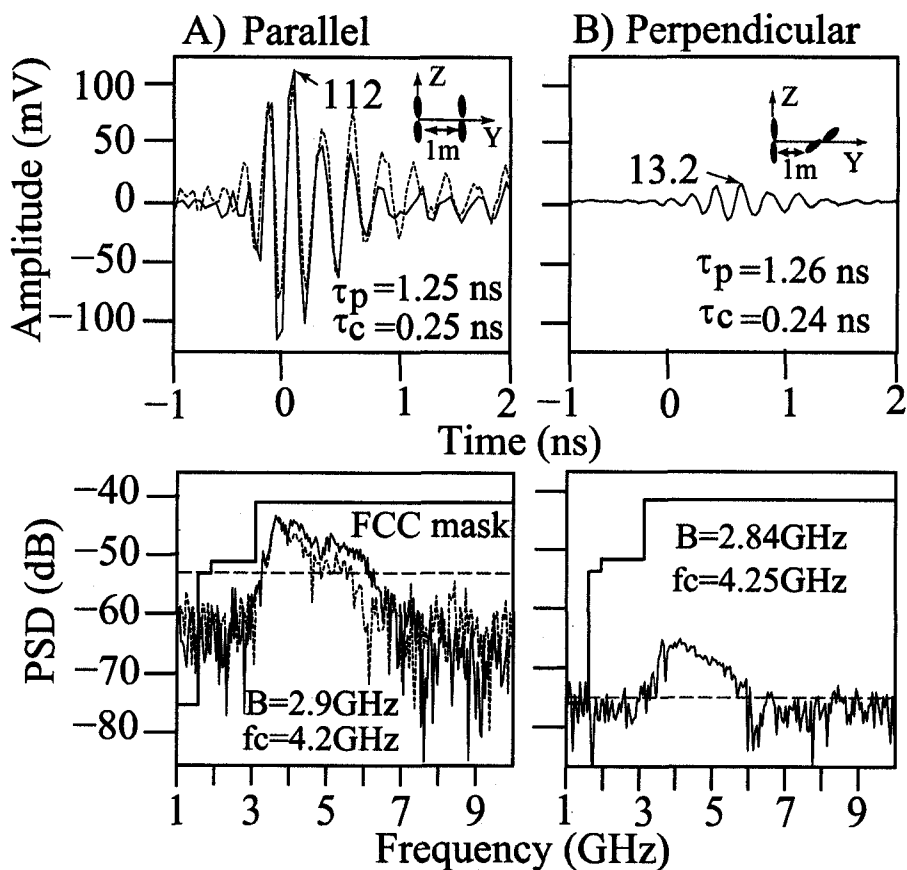 A) Parallel
B) Perpendicular
Amplitude (mV)
100
50
0
−50
−100
112
Z
Y
1m
τp=1.25 ns
τc=0.25 ns
13.2
Z
Y
1m
τp=1.26 ns
τc=0.24 ns
−1 0 1 2
−1 0 1 2
Time (ns)
PSD (dB)
−40
−50
−60
−70
−80
FCC mask
B=2.9GHz
fc=4.2GHz
B=2.84GHz
fc=4.25GHz
1 3 5 7 9
1 3 5 7 9
Frequency (GHz)